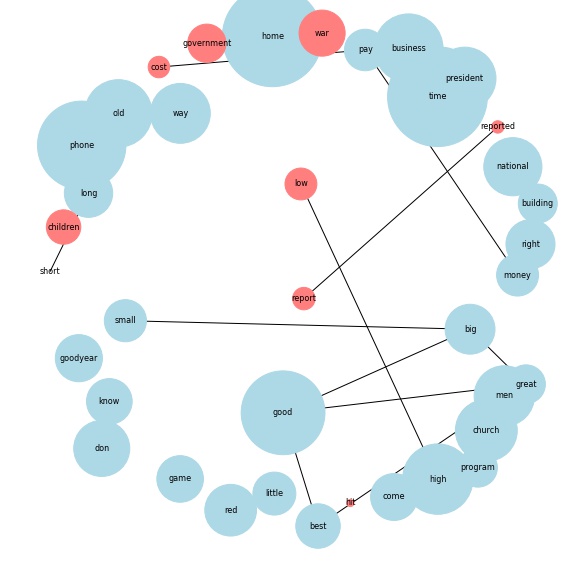 home
war
government
pay
business
cost
president
time
old
way
reported
phone
national
low
long
building
children
right
short
money
report
small
big
goodyear
great
men
know
good
church
don
program
game
high
little
come
hit
red
best